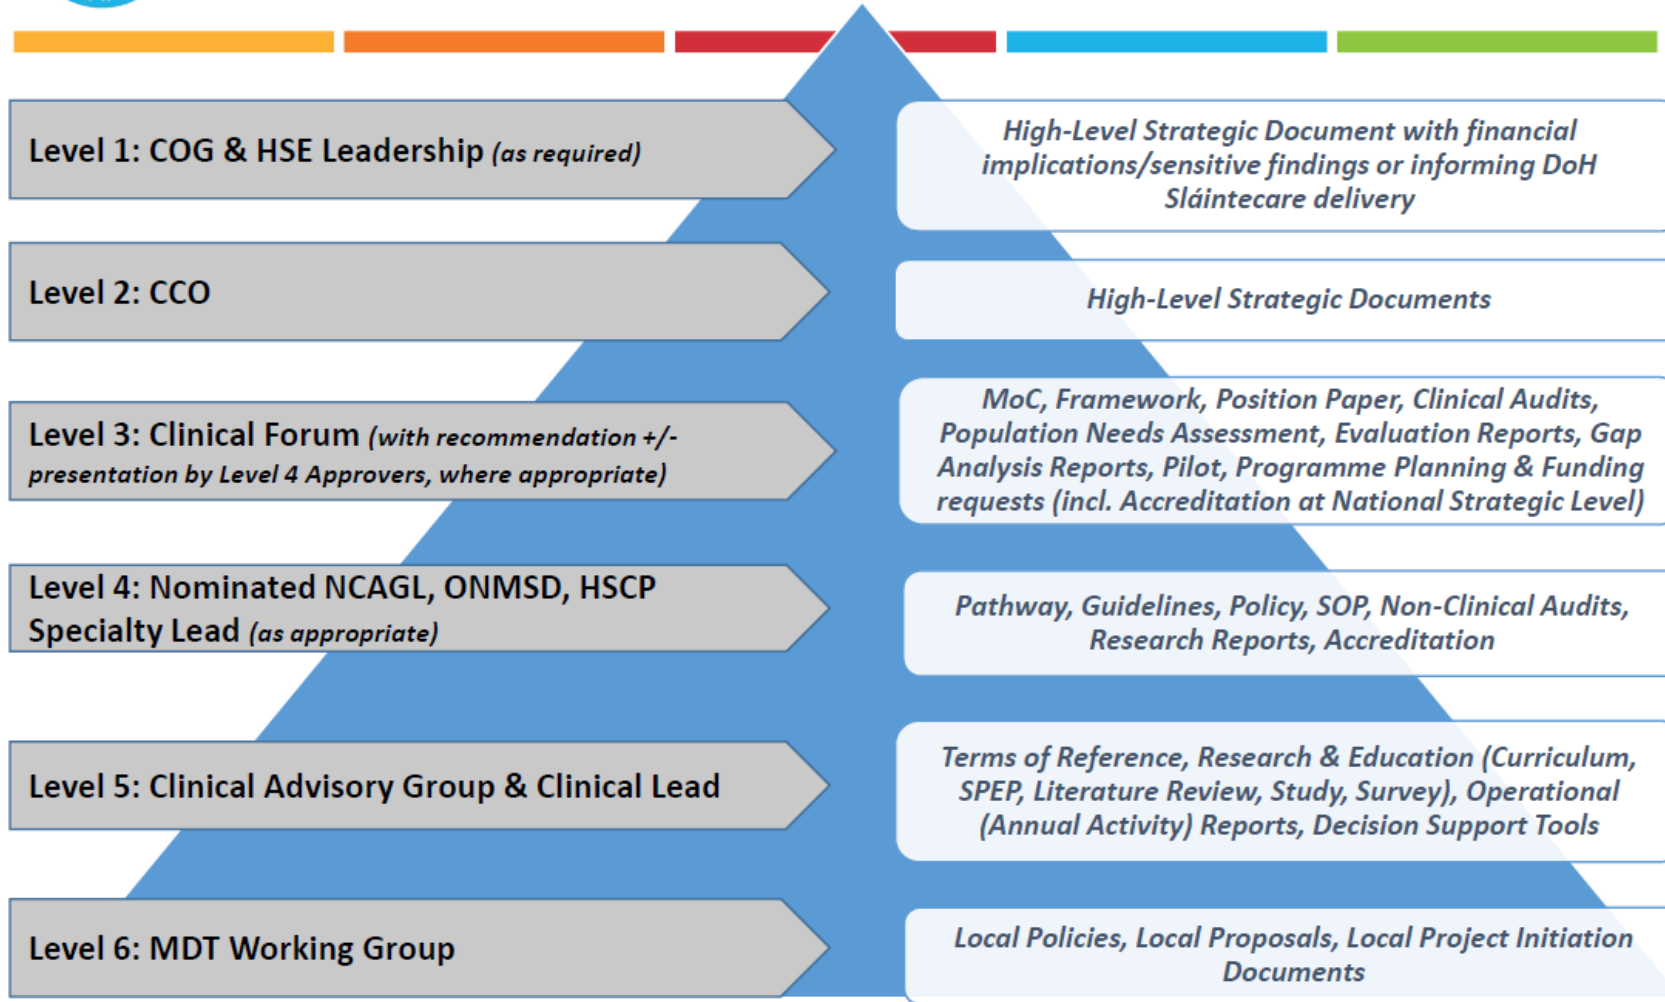 Level 1: COG & HSE Leadership (as required)
High-Level Strategic Document with financial
implications/sensitive findings or informing DoH
Sláintecare delivery
Level 2: CCO
High-Level Strategic Documents
Level 3: Clinical Forum (with recommendation +/-
presentation by Level 4 Approvers, where appropriate)
MoC, Framework, Position Paper, Clinical Audits,
Population Needs Assessment, Evaluation Reports, Gap
Analysis Reports, Pilot, Programme Planning & Funding
requests (incl. Accreditation at National Strategic Level)
Level 4: Nominated NCAGL, ONMSD, HSCP
Specialty Lead (as appropriate)
Pathway, Guidelines, Policy, SOP, Non-Clinical Audits,
Research Reports, Accreditation
Level 5: Clinical Advisory Group & Clinical Lead
Terms of Reference, Research & Education (Curriculum,
SPEP, Literature Review, Study, Survey), Operational
(Annual Activity) Reports, Decision Support Tools
Level 6: MDT Working Group
Local Policies, Local Proposals, Local Project Initiation
Documents